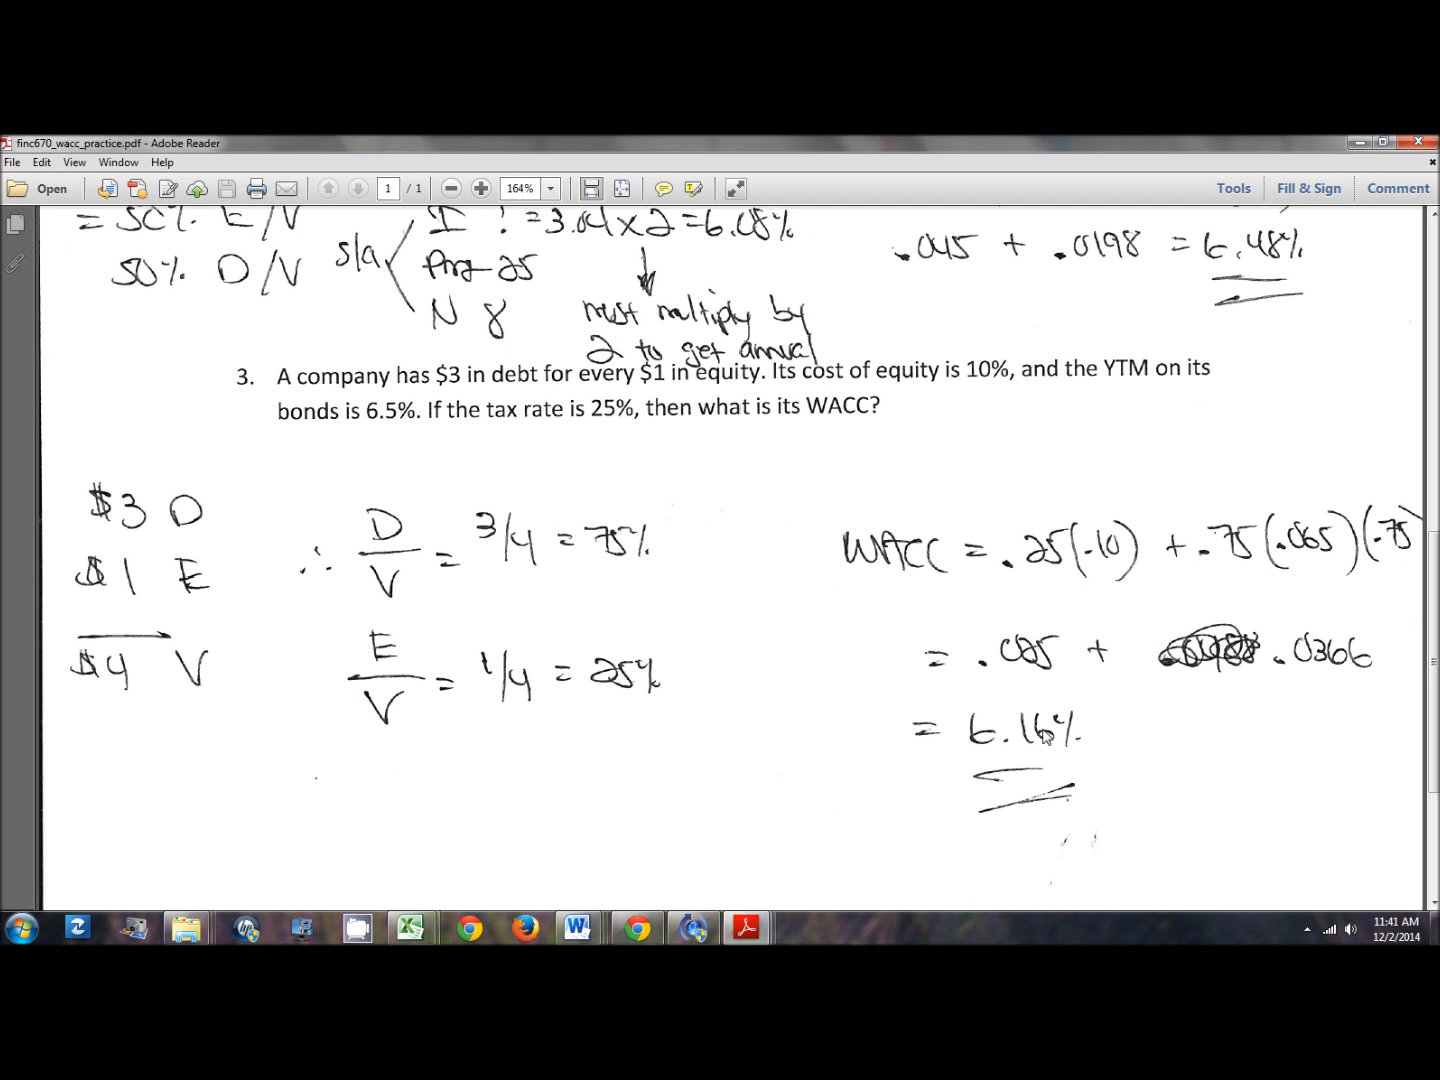 finc670_wacc_practice.pdf - Adobe Reader
File Edit View Window Help
Open 1 / 1 164% Tools Fill & Sign Comment
= 50% E/V
50% D/V
s/a
I ? = 3.04 x 2 = 6.08%
Pmt -25
N 8
must multiply by
2 to get annual
.045 + .0198 = 6.48%
3. A company has $3 in debt for every $1 in equity. Its cost of equity is 10%, and the YTM on its
bonds is 6.5%. If the tax rate is 25%, then what is its WACC?
$3 D
$1 E
$4 V
∴ D/V = 3/4 = 75%
E/V = 1/4 = 25%
WACC = .25(.10) + .75(.065)(.75)
= .025 + .0366
= 6.16%
11:41 AM
12/2/2014